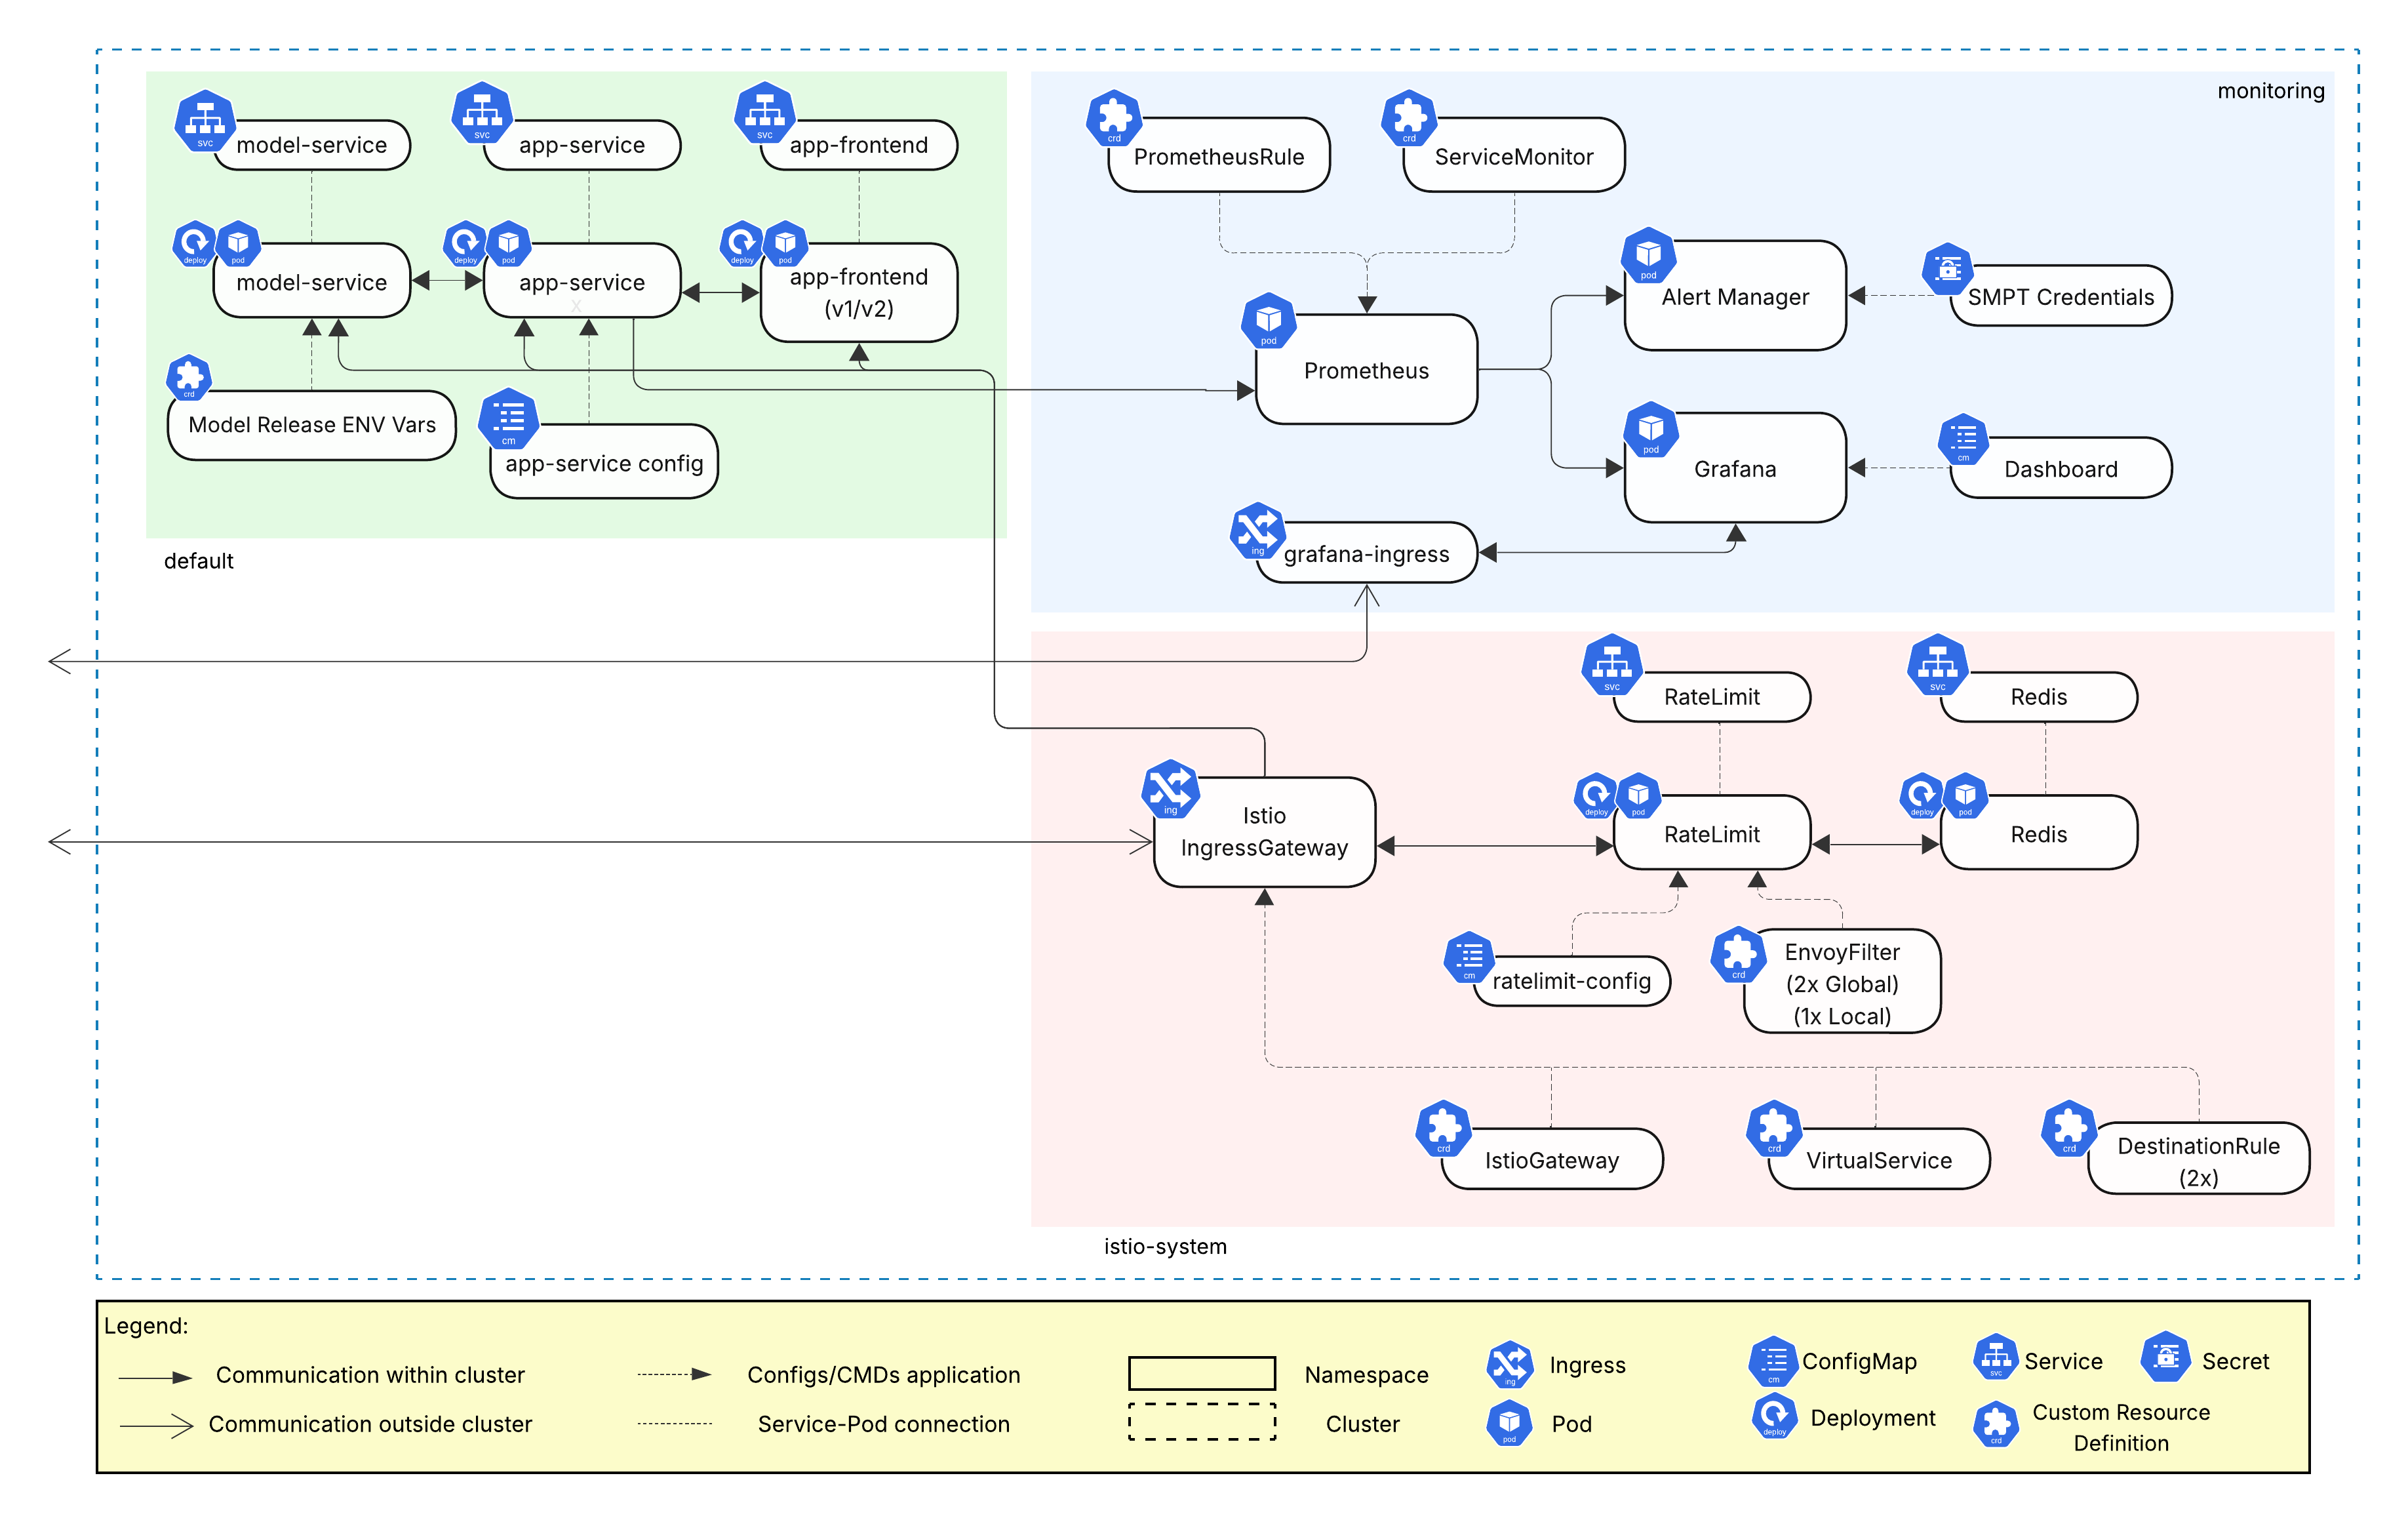 monitoring
svc
model-service
svc
app-service
svc
app-frontend
crd
PrometheusRule
crd
ServiceMonitor
deploy
pod
model-service
deploy
pod
app-service
x
deploy
pod
app-frontend
(v1/v2)
pod
Alert Manager
SMPT Credentials
pod
Prometheus
crd
Model Release ENV Vars
cm
app-service config
pod
Grafana
cm
Dashboard
ing
grafana-ingress
default
svc
RateLimit
svc
Redis
ing
Istio
IngressGateway
deploy
pod
RateLimit
deploy
pod
Redis
cm
ratelimit-config
crd
EnvoyFilter
(2x Global)
(1x Local)
crd
IstioGateway
crd
VirtualService
crd
DestinationRule
(2x)
istio-system
Legend:
Communication within cluster
Configs/CMDs application
Namespace
ing
Ingress
cm
ConfigMap
svc
Service
Secret
Communication outside cluster
Service-Pod connection
Cluster
pod
Pod
deploy
Deployment
crd
Custom Resource
Definition